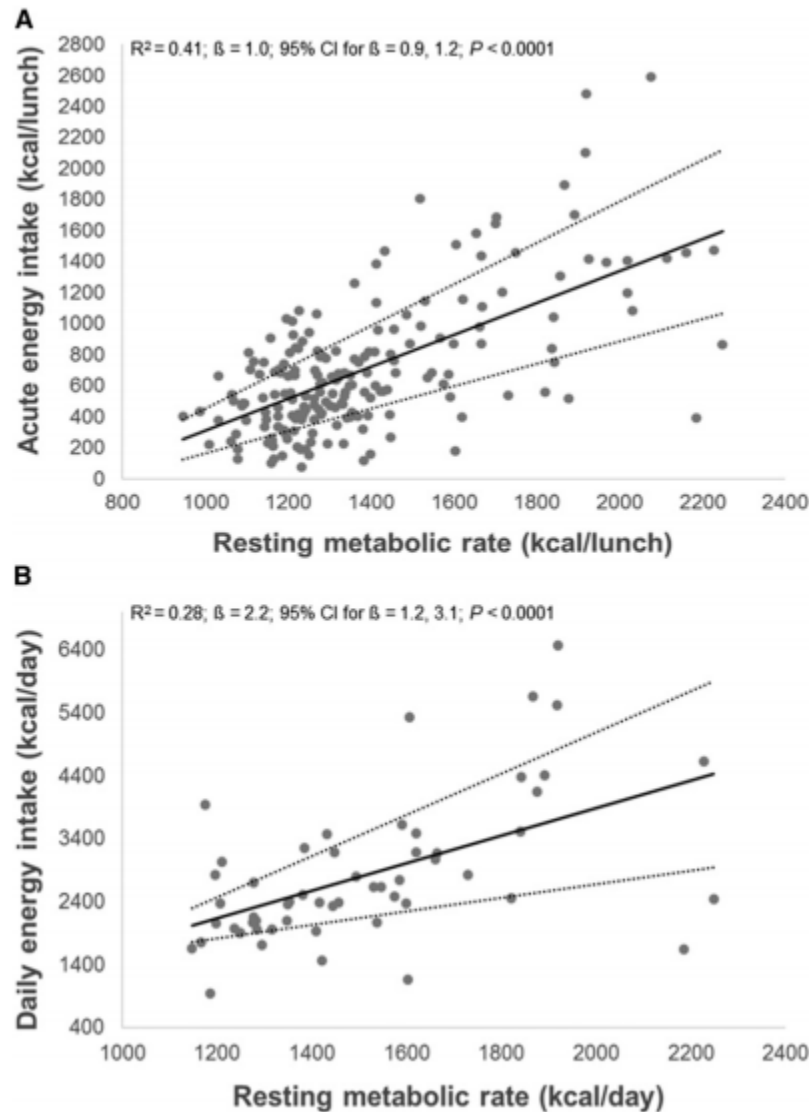 A
R² = 0.41; ß = 1.0; 95% CI for ß = 0.9, 1.2; P < 0.0001
Acute energy intake (kcal/lunch)
2800
2600
2400
2200
2000
1800
1600
1400
1200
1000
800
600
400
200
0
800 1000 1200 1400 1600 1800 2000 2200 2400
Resting metabolic rate (kcal/lunch)
B
R² = 0.28; ß = 2.2; 95% CI for ß = 1.2, 3.1; P < 0.0001
Daily energy intake (kcal/day)
6400
5400
4400
3400
2400
1400
400
1000 1200 1400 1600 1800 2000 2200 2400
Resting metabolic rate (kcal/day)